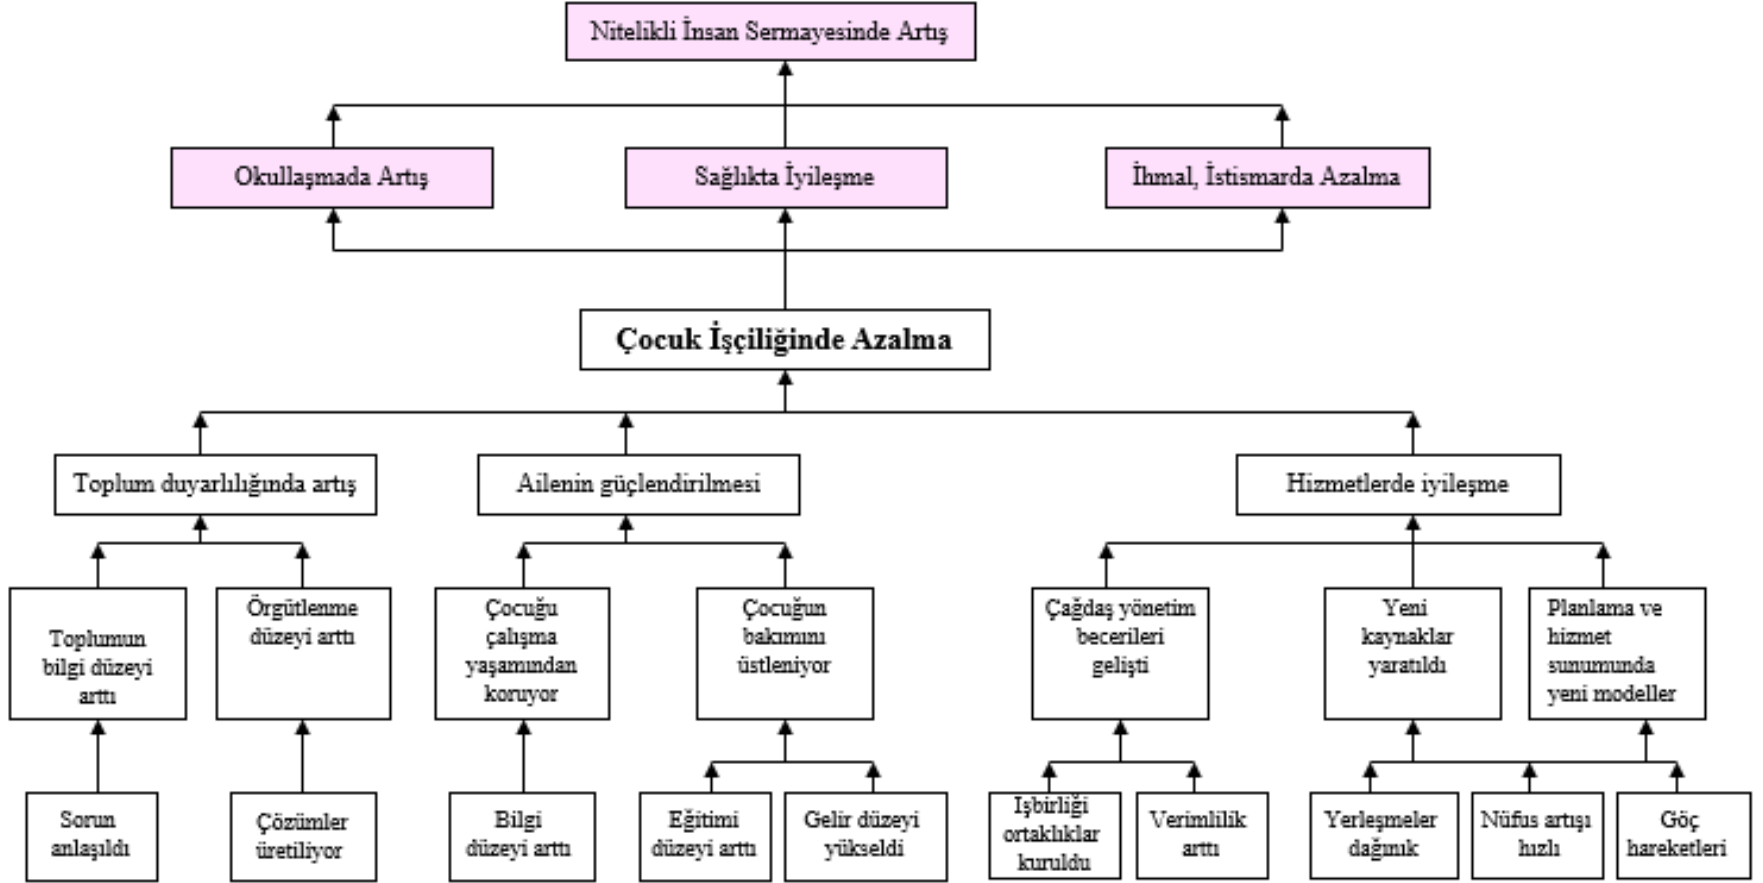 Nitelikli İnsan Sermayesinde Artış
Okullaşmada Artış
Sağlıkta İyileşme
İhmal, İstismarda Azalma
Çocuk İşçiliğinde Azalma
Toplum duyarlılığında artış
Ailenin güçlendirilmesi
Hizmetlerde iyileşme
Toplumun
bilgi düzeyi
arttı
Örgütlenme
düzeyi arttı
Çocuğu
çalışma
yaşamından
koruyor
Çocuğun
bakımını
üstleniyor
Çağdaş yönetim
becerileri
gelişti
Yeni
kaynaklar
yaratıldı
Planlama ve
hizmet
sunumunda
yeni modeller
Sorun
anlaşıldı
Çözümler
üretiliyor
Bilgi
düzeyi arttı
Eğitimi
düzeyi arttı
Gelir düzeyi
yükseldi
Işbirliği
ortaklıklar
kuruldu
Verimlilik
arttı
Yerleşmeler
dağınık
Nüfus artışı
hızlı
Göç
hareketleri